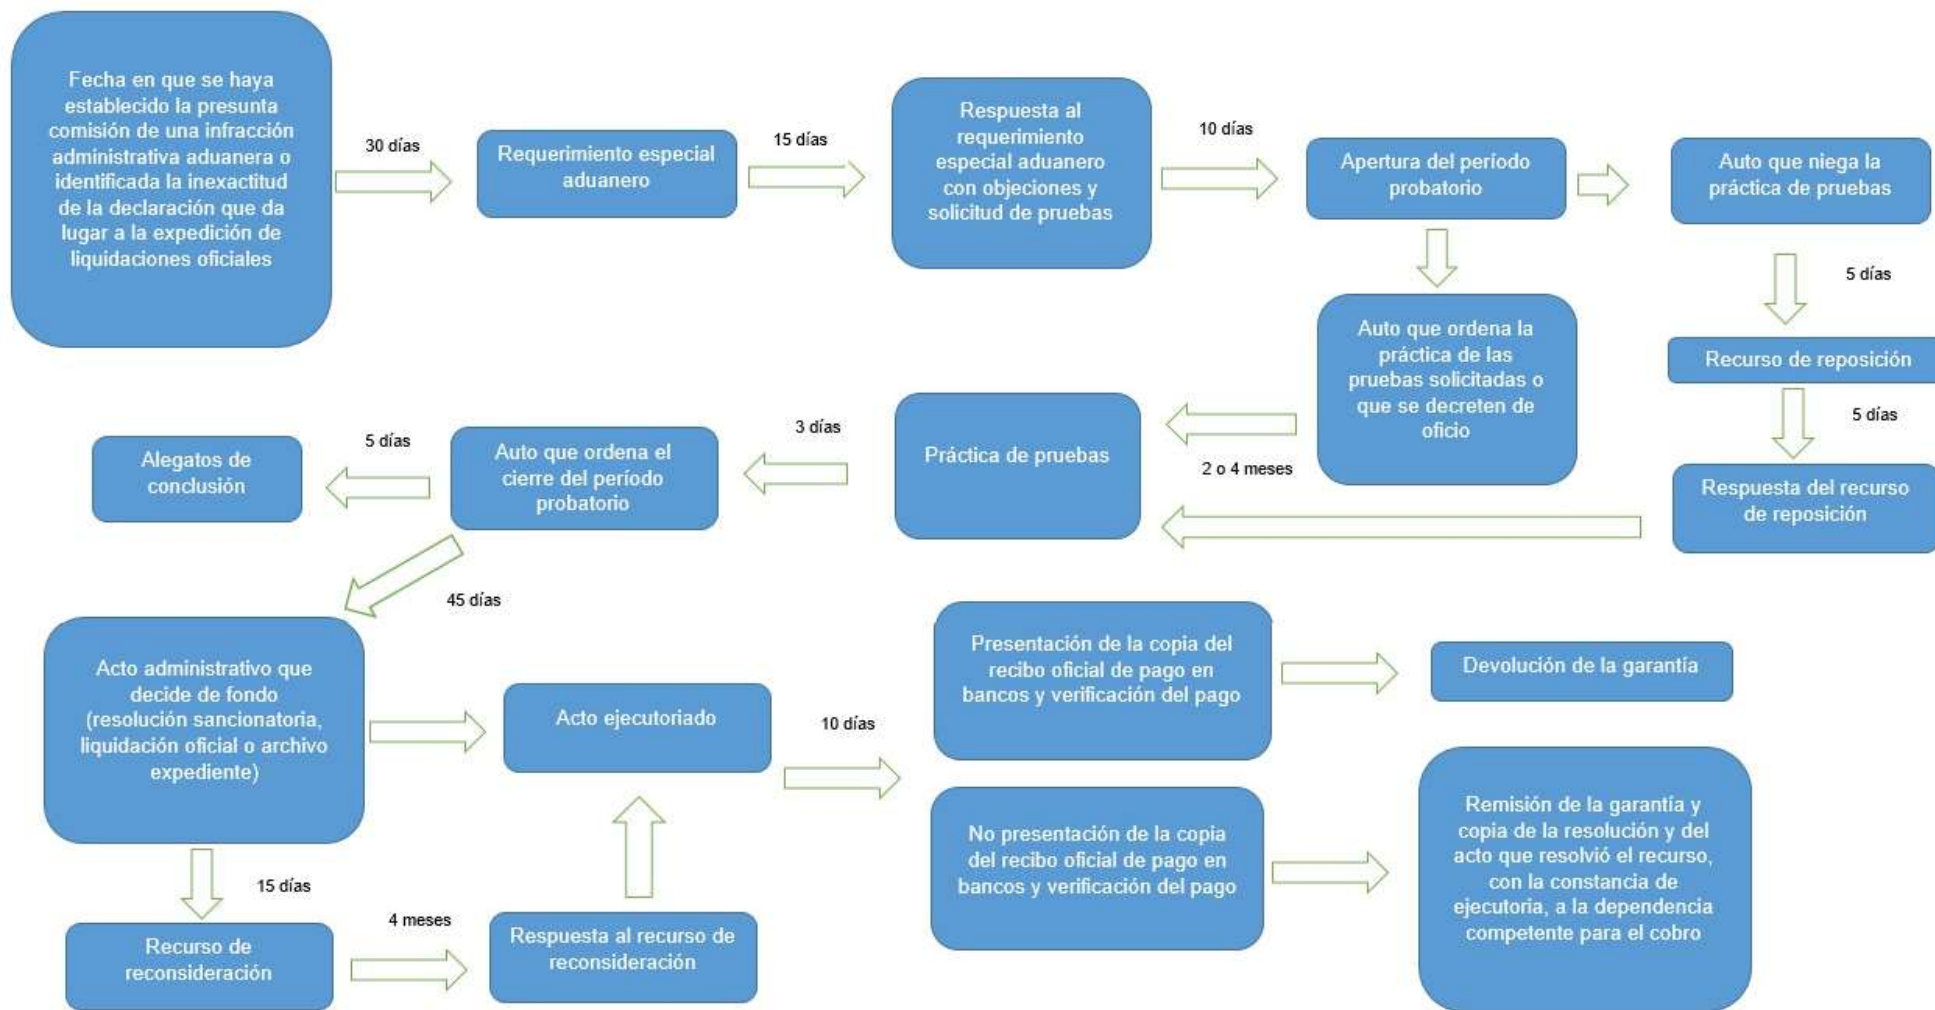 Fecha en que se haya
establecido la presunta
comisión de una infracción
administrativa aduanera o
identificada la inexactitud
de la declaración que da
lugar a la expedición de
liquidaciones oficiales
30 días
Requerimiento especial
aduanero
15 días
Respuesta al
requerimiento
especial aduanero
con objeciones y
solicitud de pruebas
10 días
Apertura del período
probatorio
Auto que niega la
práctica de pruebas
5 días
Recurso de reposición
5 días
Respuesta del recurso
de reposición
Auto que ordena la
práctica de las
pruebas solicitadas o
que se decreten de
oficio
2 o 4 meses
Práctica de pruebas
3 días
Auto que ordena el
cierre del período
probatorio
5 días
Alegatos de
conclusión
45 días
Acto administrativo que
decide de fondo
(resolución sancionatoria,
liquidación oficial o archivo
expediente)
15 días
Recurso de
reconsideración
4 meses
Respuesta al recurso de
reconsideración
Acto ejecutoriado
10 días
Presentación de la copia del
recibo oficial de pago en
bancos y verificación del pago
Devolución de la garantía
No presentación de la copia
del recibo oficial de pago en
bancos y verificación del pago
Remisión de la garantía y
copia de la resolución y del
acto que resolvió el recurso,
con la constancia de
ejecutoria, a la dependencia
competente para el cobro